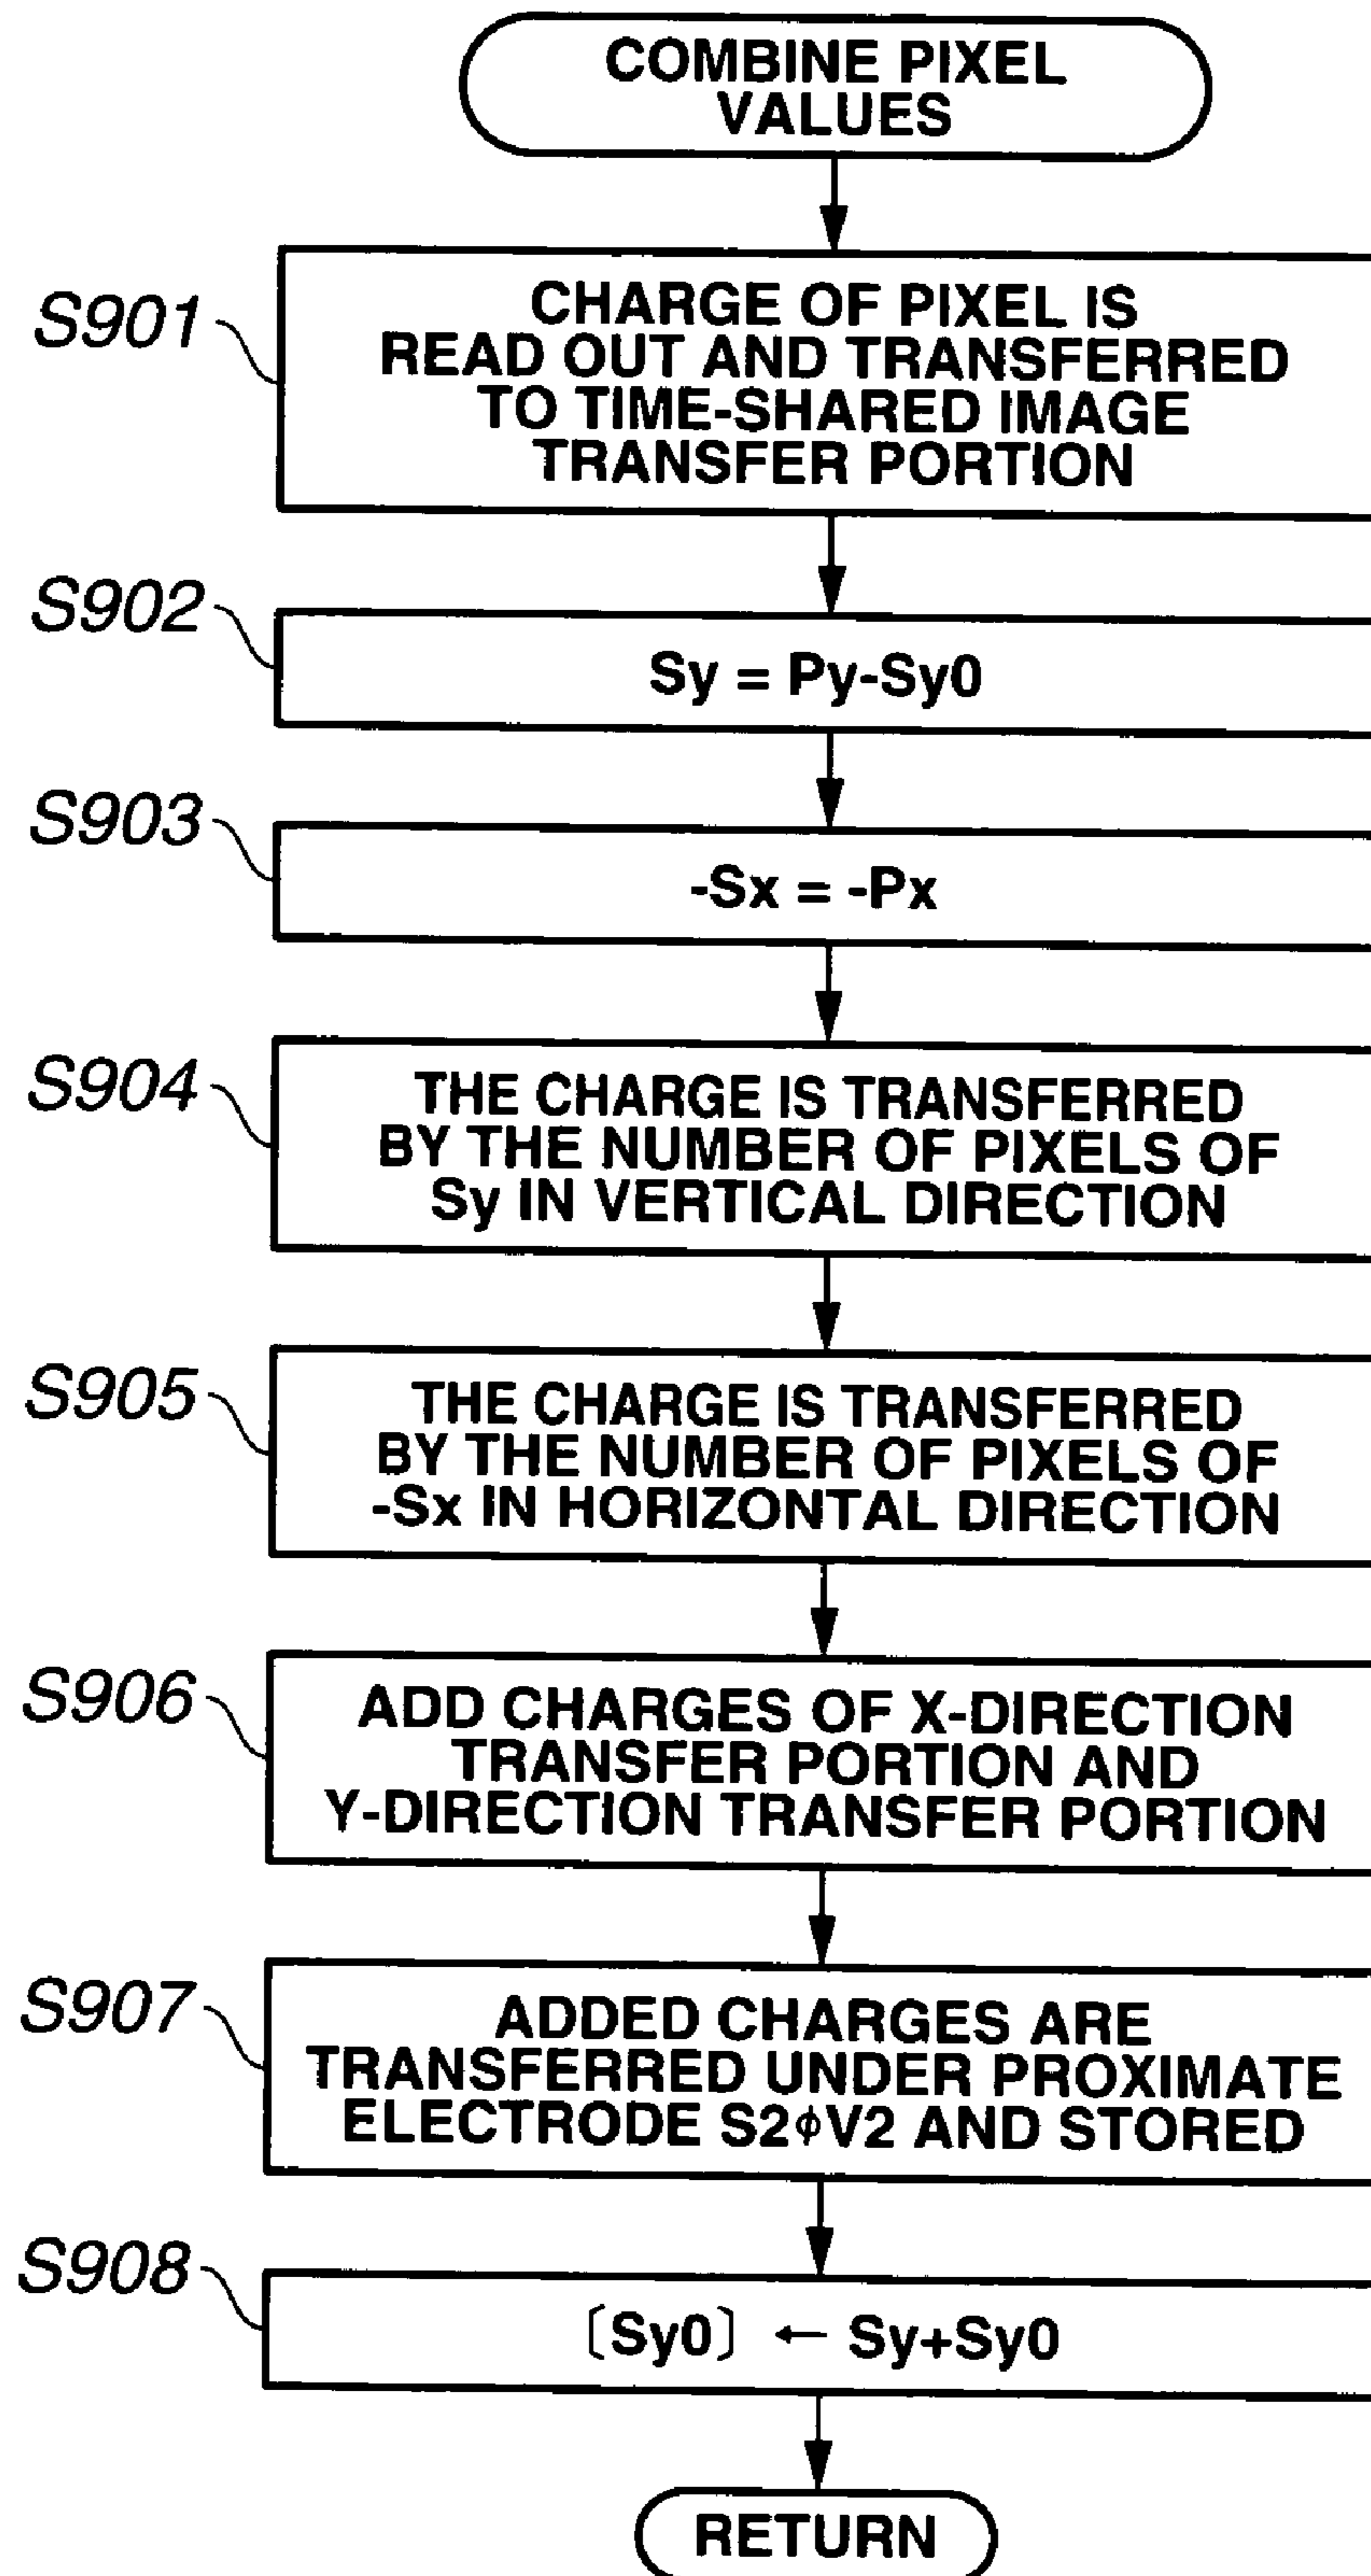 COMBINE PIXEL
VALUES
S901
CHARGE OF PIXEL IS
READ OUT AND TRANSFERRED
TO TIME-SHARED IMAGE
TRANSFER PORTION
S902
Sy = Py-Sy0
S903
-Sx = -Px
S904
THE CHARGE IS TRANSFERRED
BY THE NUMBER OF PIXELS OF
Sy IN VERTICAL DIRECTION
S905
THE CHARGE IS TRANSFERRED
BY THE NUMBER OF PIXELS OF
-Sx IN HORIZONTAL DIRECTION
S906
ADD CHARGES OF X-DIRECTION
TRANSFER PORTION AND
Y-DIRECTION TRANSFER PORTION
S907
ADDED CHARGES ARE
TRANSFERRED UNDER PROXIMATE
ELECTRODE S2ϕV2 AND STORED
S908
〔Sy0〕 ← Sy+Sy0
RETURN